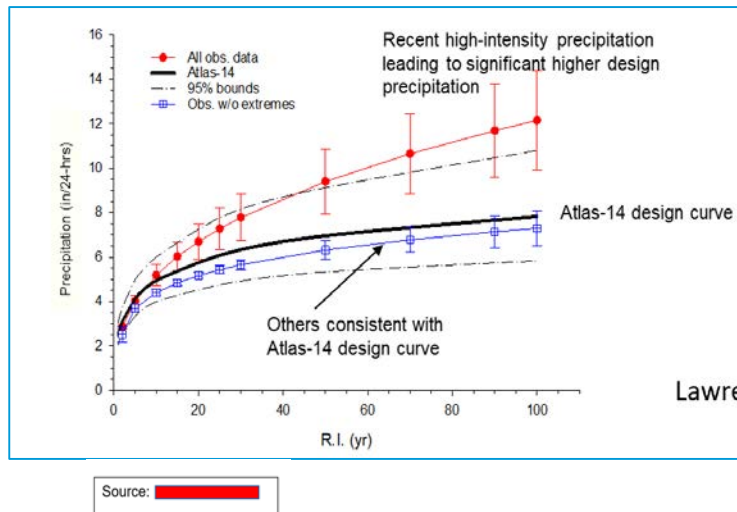 16
14
12
10
8
6
4
2
0
Precipitation (in/24-hrs)
All obs. data
Atlas-14
95% bounds
Obs. w/o extremes
Recent high-intensity precipitation
leading to significant higher design
precipitation
Atlas-14 design curve
Others consistent with
Atlas-14 design curve
Lawre
0 20 40 60 80 100
R.I. (yr)
Source: